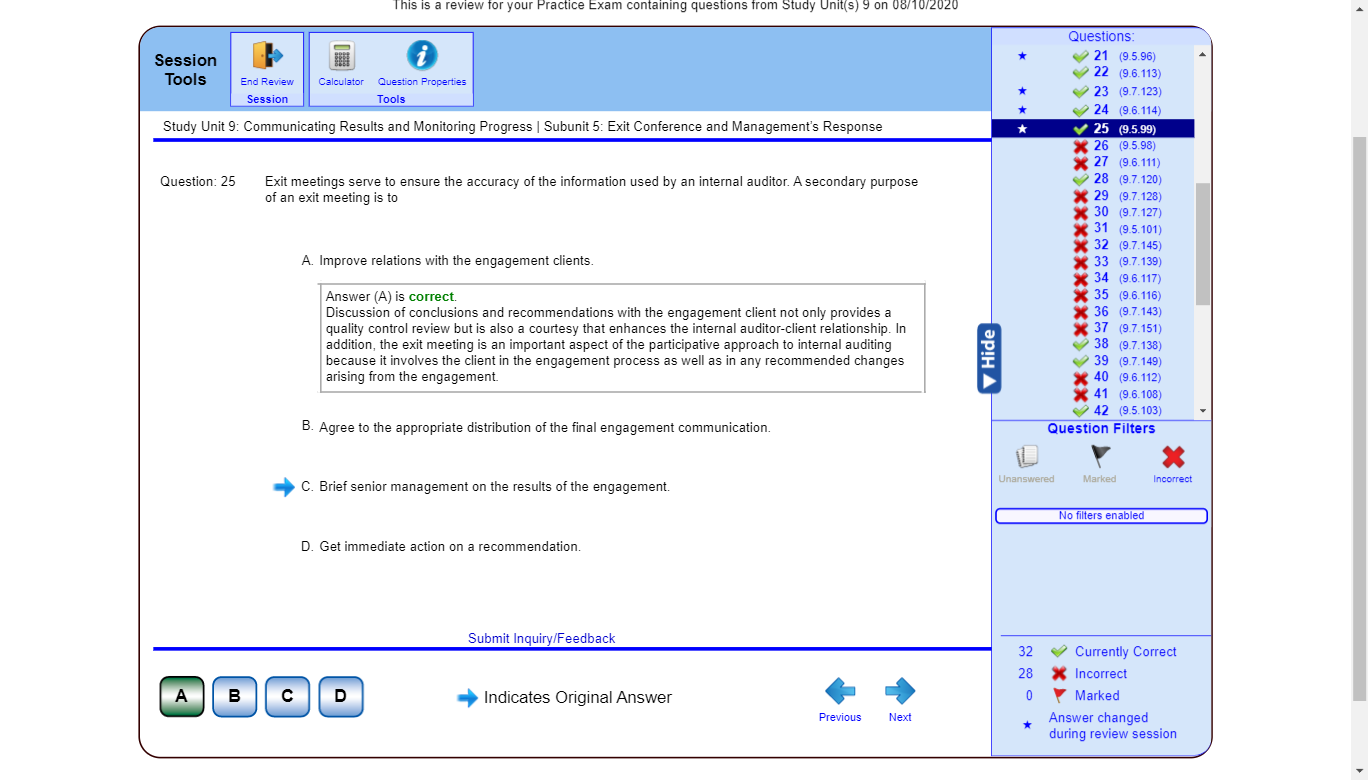 This is a review for your Practice Exam containing questions from Study Unit(s) 9 on 08/10/2020
Session
Tools
End Review
Session
Calculator
Question Properties
Tools
Study Unit 9: Communicating Results and Monitoring Progress | Subunit 5: Exit Conference and Management's Response
Question: 25
Exit meetings serve to ensure the accuracy of the information used by an internal auditor. A secondary purpose
of an exit meeting is to
A. Improve relations with the engagement clients.
Answer (A) is correct.
Discussion of conclusions and recommendations with the engagement client not only provides a
quality control review but is also a courtesy that enhances the internal auditor-client relationship. In
addition, the exit meeting is an important aspect of the participative approach to internal auditing
because it involves the client in the engagement process as well as in any recommended changes
arising from the engagement.
B. Agree to the appropriate distribution of the final engagement communication.
C. Brief senior management on the results of the engagement.
D. Get immediate action on a recommendation.
Submit Inquiry/Feedback
A B C D
Indicates Original Answer
Previous
Next
Hide
Questions:
21 (9.5.96)
22 (9.6.113)
23 (9.7.123)
24 (9.6.114)
25 (9.5.99)
26 (9.5.98)
27 (9.6.111)
28 (9.7.120)
29 (9.7.128)
30 (9.7.127)
31 (9.5.101)
32 (9.7.145)
33 (9.7.139)
34 (9.6.117)
35 (9.6.116)
36 (9.7.143)
37 (9.7.151)
38 (9.7.138)
39 (9.7.149)
40 (9.6.112)
41 (9.6.108)
42 (9.5.103)
Question Filters
Unanswered
Marked
Incorrect
No filters enabled
32 Currently Correct
28 Incorrect
0 Marked
Answer changed
during review session